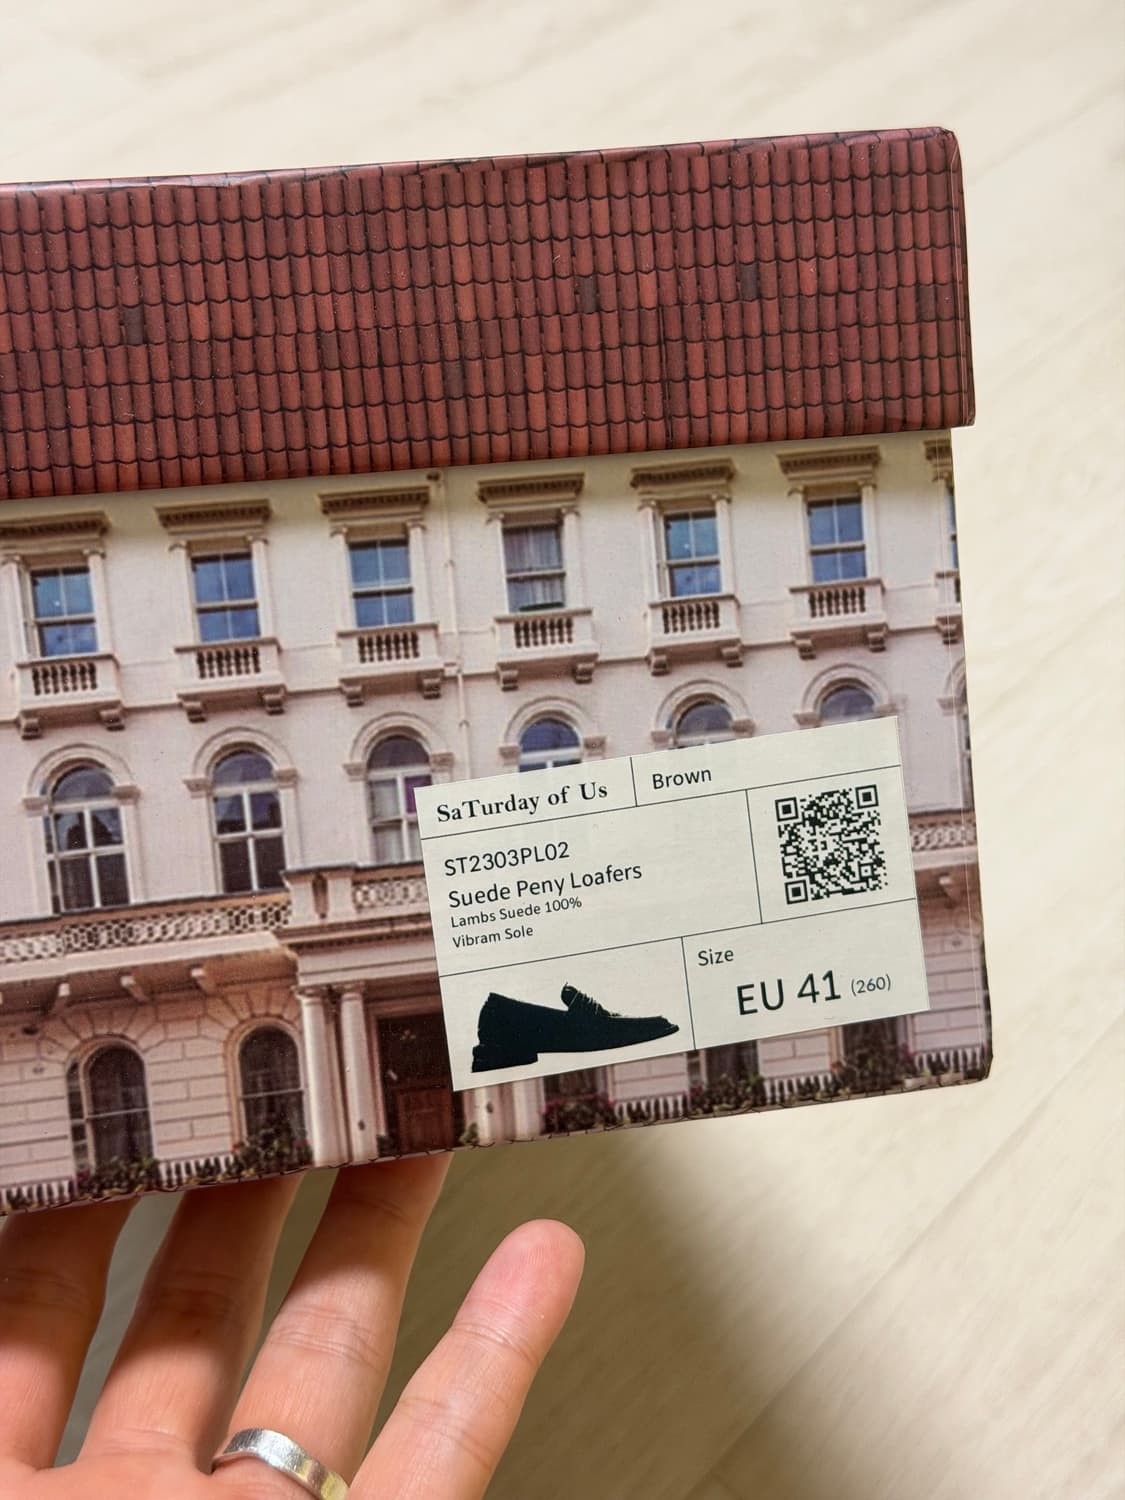 SaTurday of Us
Brown
ST2303PL02
Suede Peny Loafers
Lambs Suede 100%
Vibram Sole
Size
EU 41 (260)